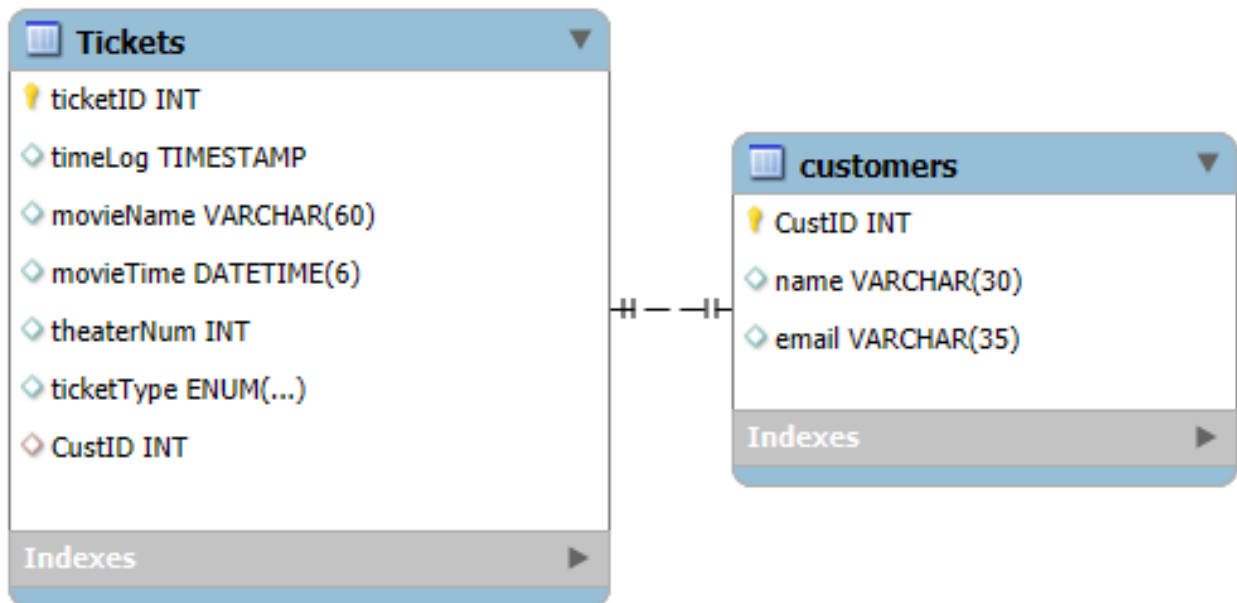 Tickets
ticketID INT
timeLog TIMESTAMP
movieName VARCHAR(60)
movieTime DATETIME(6)
theaterNum INT
ticketType ENUM(...)
CustID INT
Indexes
customers
CustID INT
name VARCHAR(30)
email VARCHAR(35)
Indexes